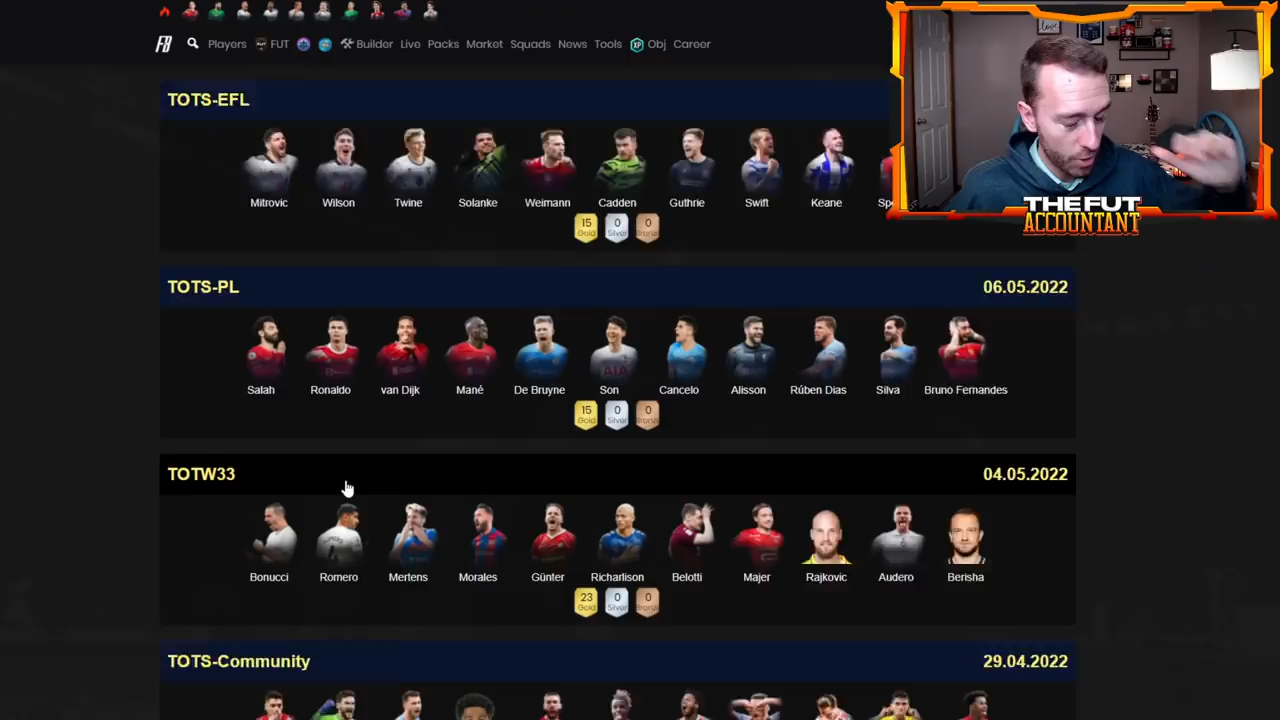 FB Players FUT Builder Live Packs Market Squads News Tools XP Obj Career
TOTS-EFL
Mitrovic Wilson Twine Solanke Weimann Cadden Guthrie Swift Keane
15 0 0
Gold Silver Bronze
TOTS-PL 06.05.2022
Salah Ronaldo van Dijk Mané De Bruyne Son Cancelo Alisson Rúben Dias Silva Bruno Fernandes
15 0 0
Gold Silver Bronze
TOTW33 04.05.2022
Bonucci Romero Mertens Morales Günter Richarlison Belotti Majer Rajkovic Audero Berisha
23 0 0
Gold Silver Bronze
TOTS-Community 29.04.2022
love
THE FUT
ACCOUNTANT